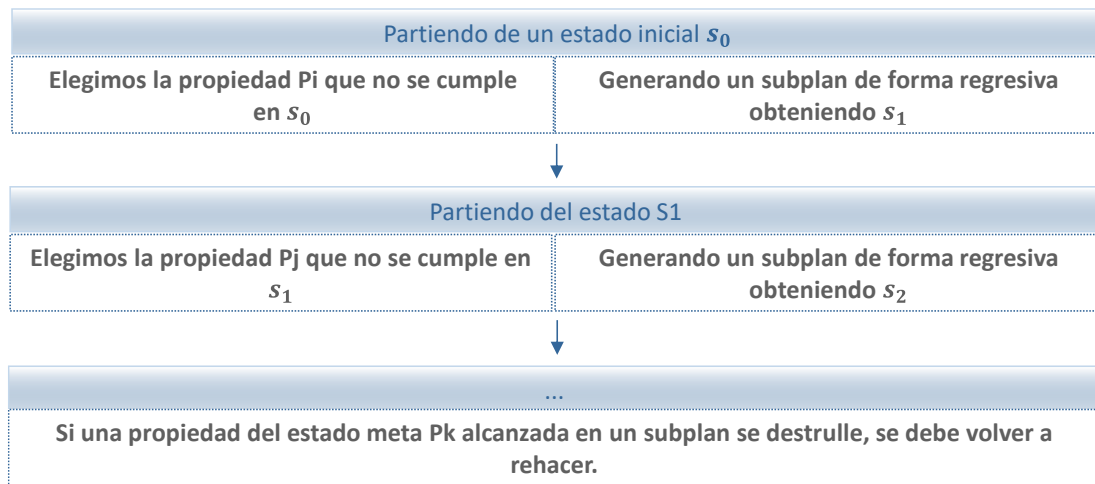 Partiendo de un estado inicial s₀
Elegimos la propiedad Pi que no se cumple
en s₀
Generando un subplan de forma regresiva
obteniendo s₁
Partiendo del estado S1
Elegimos la propiedad Pj que no se cumple en
s₁
Generando un subplan de forma regresiva
obteniendo s₂
...
Si una propiedad del estado meta Pk alcanzada en un subplan se destrulle, se debe volver a
rehacer.